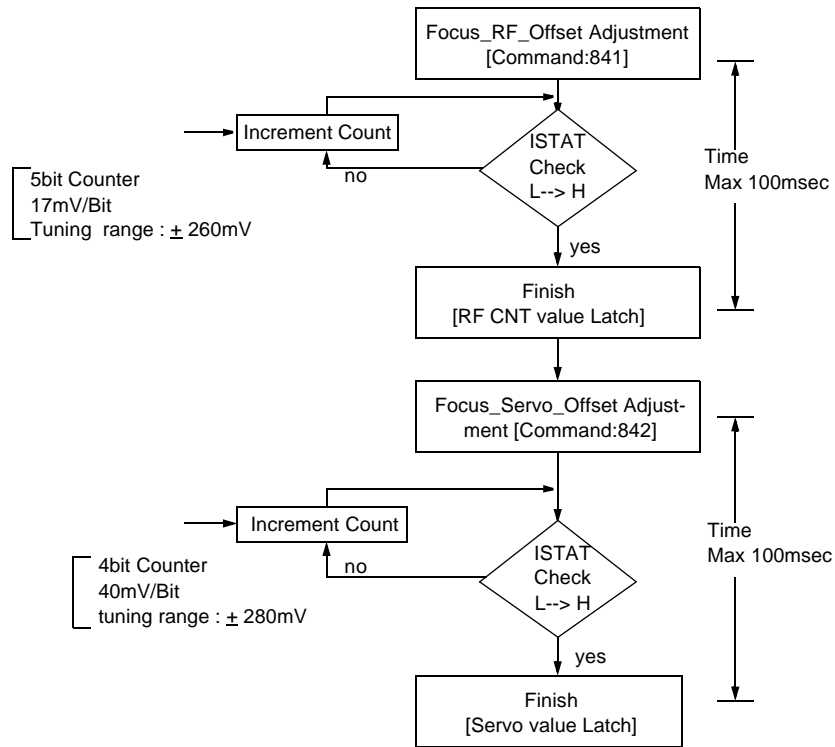 Focus_RF_Offset Adjustment
[Command:841]
Increment Count
ISTAT
Check
L--> H
no
Time
Max 100msec
5bit Counter
17mV/Bit
Tuning range : ± 260mV
yes
Finish
[RF CNT value Latch]
Focus_Servo_Offset Adjust-
ment [Command:842]
Increment Count
ISTAT
Check
L--> H
no
Time
Max 100msec
4bit Counter
40mV/Bit
tuning range : ± 280mV
yes
Finish
[Servo value Latch]